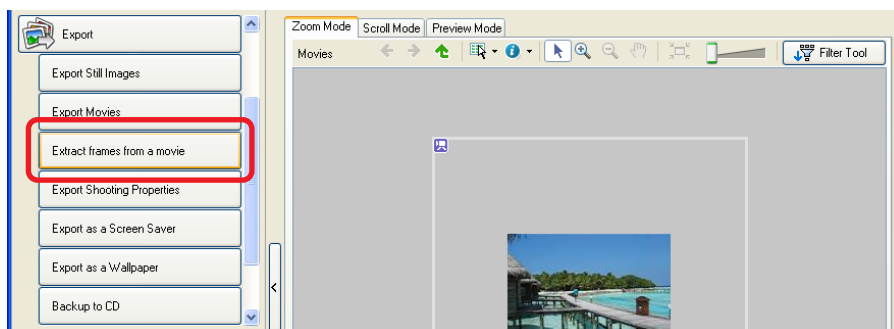 Export
Export Still Images
Export Movies
Extract frames from a movie
Export Shooting Properties
Export as a Screen Saver
Export as a Wallpaper
Backup to CD
Zoom Mode Scroll Mode Preview Mode
Movies Filter Tool